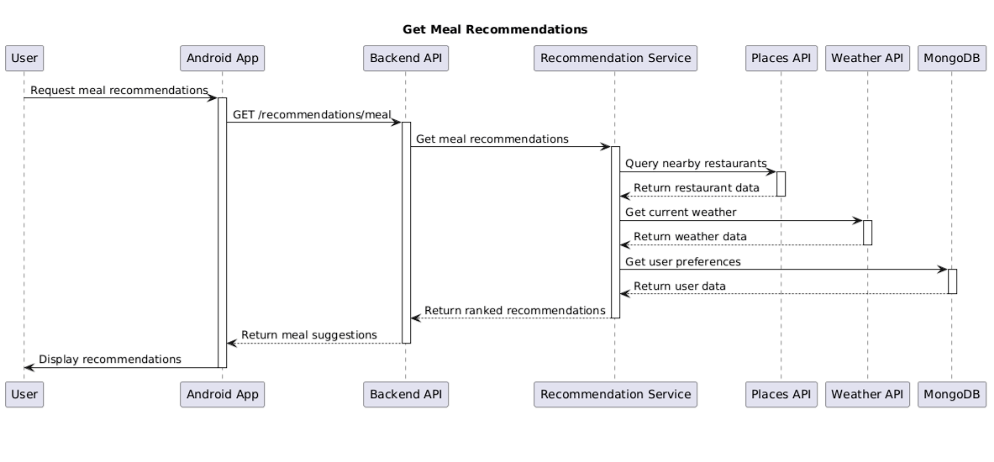 Get Meal Recommendations
User
Android App
Backend API
Recommendation Service
Places API
Weather API
MongoDB
Request meal recommendations
GET /recommendations/meal
Get meal recommendations
Query nearby restaurants
Return restaurant data
Get current weather
Return weather data
Get user preferences
Return user data
Return ranked recommendations
Return meal suggestions
Display recommendations
User
Android App
Backend API
Recommendation Service
Places API
Weather API
MongoDB